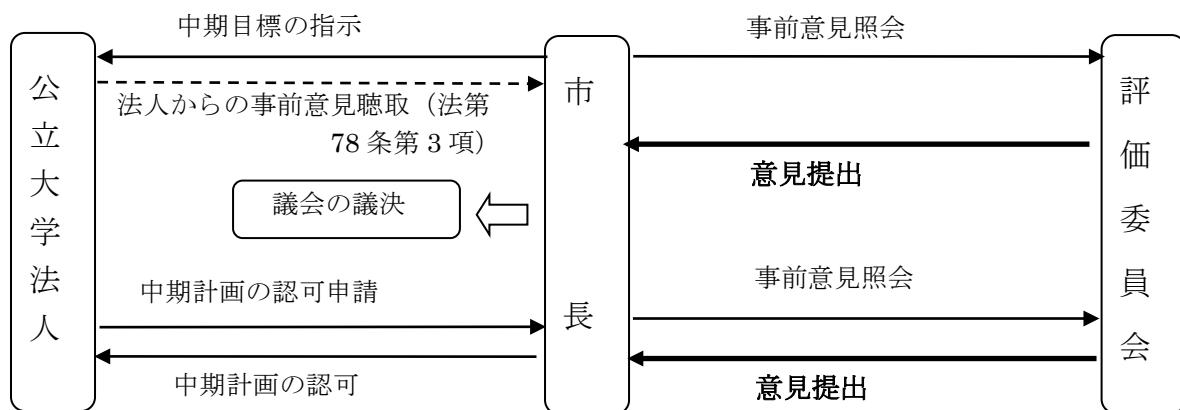 中期目標の指示
事前意見照会
公立大学法人
市長
評価委員会
法人からの事前意見聴取（法第
78 条第 3 項）
意見提出
議会の議決
中期計画の認可申請
事前意見照会
中期計画の認可
意見提出